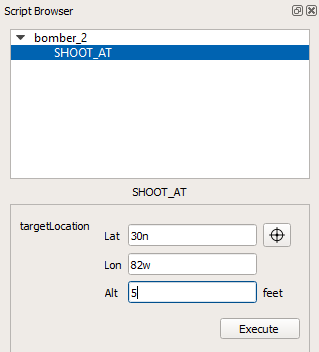 Script Browser
bomber_2
SHOOT_AT
SHOOT_AT
targetLocation
Lat 30n
Lon 82w
Alt 5 feet
Execute